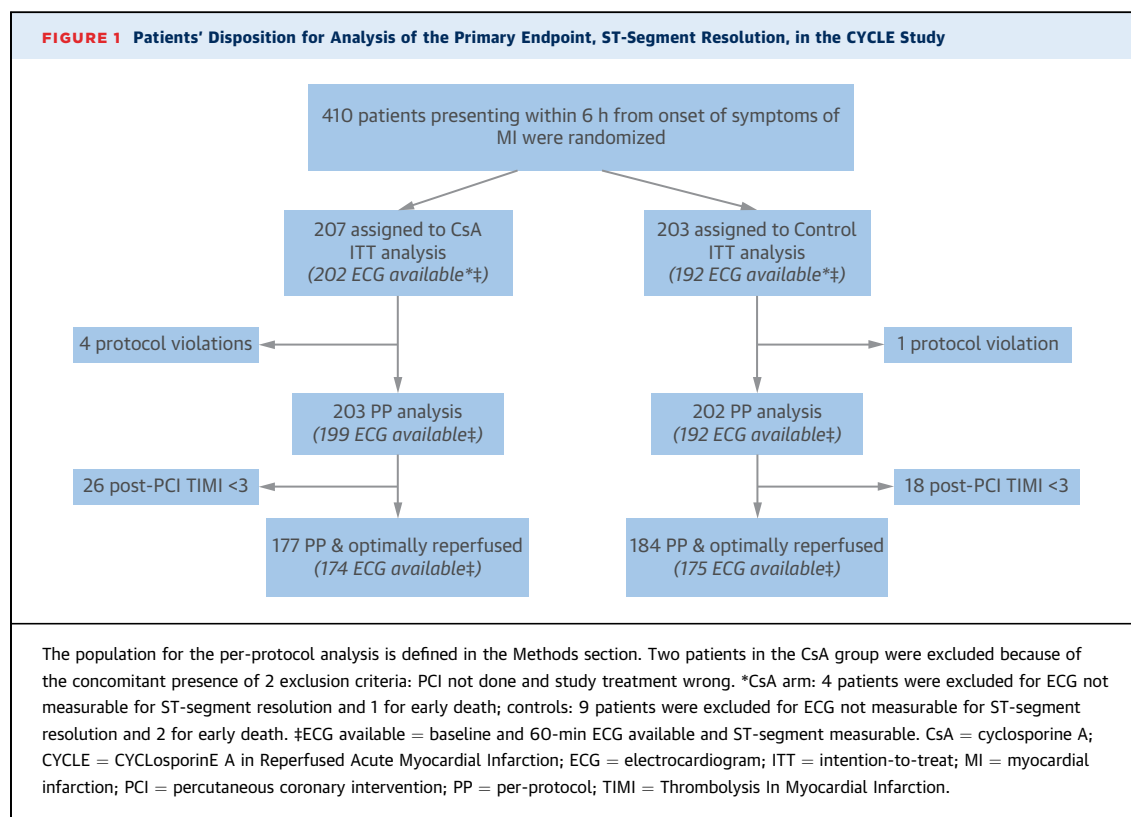 FIGURE 1 Patients' Disposition for Analysis of the Primary Endpoint, ST-Segment Resolution, in the CYCLE Study
410 patients presenting within 6 h from onset of symptoms of
MI were randomized
207 assigned to CsA
ITT analysis
(202 ECG available*‡)
203 assigned to Control
ITT analysis
(192 ECG available*‡)
4 protocol violations
1 protocol violation
203 PP analysis
(199 ECG available‡)
202 PP analysis
(192 ECG available‡)
26 post-PCI TIMI <3
18 post-PCI TIMI <3
177 PP & optimally reperfused
(174 ECG available‡)
184 PP & optimally reperfused
(175 ECG available‡)
The population for the per-protocol analysis is defined in the Methods section. Two patients in the CsA group were excluded because of
the concomitant presence of 2 exclusion criteria: PCI not done and study treatment wrong. *CsA arm: 4 patients were excluded for ECG not
measurable for ST-segment resolution and 1 for early death; controls: 9 patients were excluded for ECG not measurable for ST-segment
resolution and 2 for early death. ‡ECG available = baseline and 60-min ECG available and ST-segment measurable. CsA = cyclosporine A;
CYCLE = CYCLosporinE A in Reperfused Acute Myocardial Infarction; ECG = electrocardiogram; ITT = intention-to-treat; MI = myocardial
infarction; PCI = percutaneous coronary intervention; PP = per-protocol; TIMI = Thrombolysis In Myocardial Infarction.